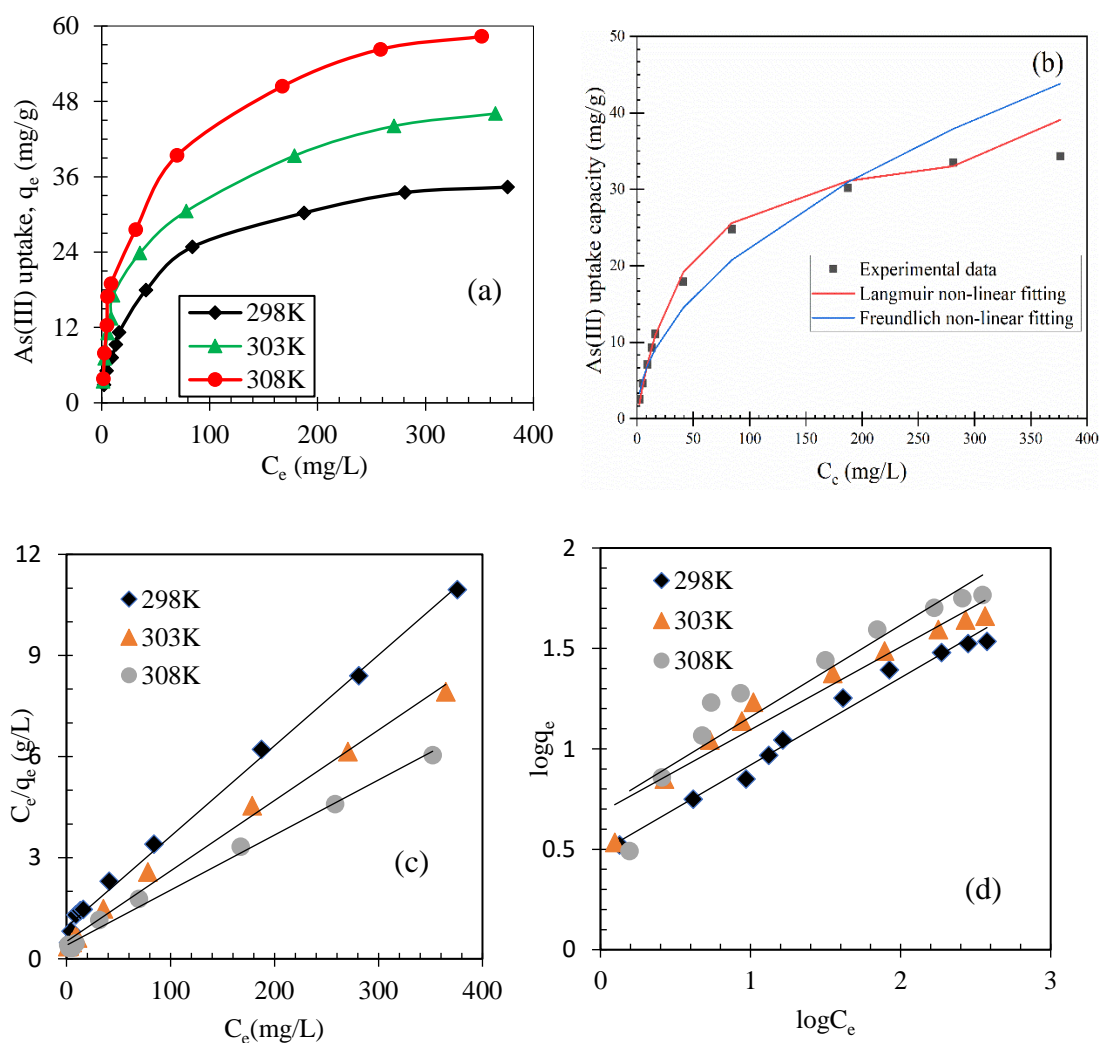 60
48
36
24
12
0
As(III) uptake, qe (mg/g)
298K
303K
308K
(a)
0 100 200 300 400
Ce (mg/L)
50
40
30
20
10
0
As(III) uptake capacity (mg/g)
(b)
Experimental data
Langmuir non-linear fitting
Freundlich non-linear fitting
0 50 100 150 200 250 300 350 400
Cc (mg/L)
12
9
6
3
0
Ce/qe (g/L)
298K
303K
308K
(c)
0 100 200 300 400
Ce(mg/L)
2
1.5
1
0.5
0
logqe
298K
303K
308K
(d)
0 1 2 3
logCe